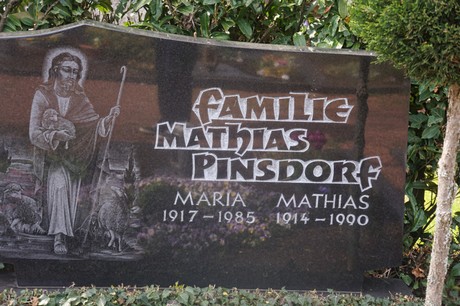 FAMILIE
MATHIAS
PINSDORF
MARIA MATHIAS
1917-1985 1914-1990